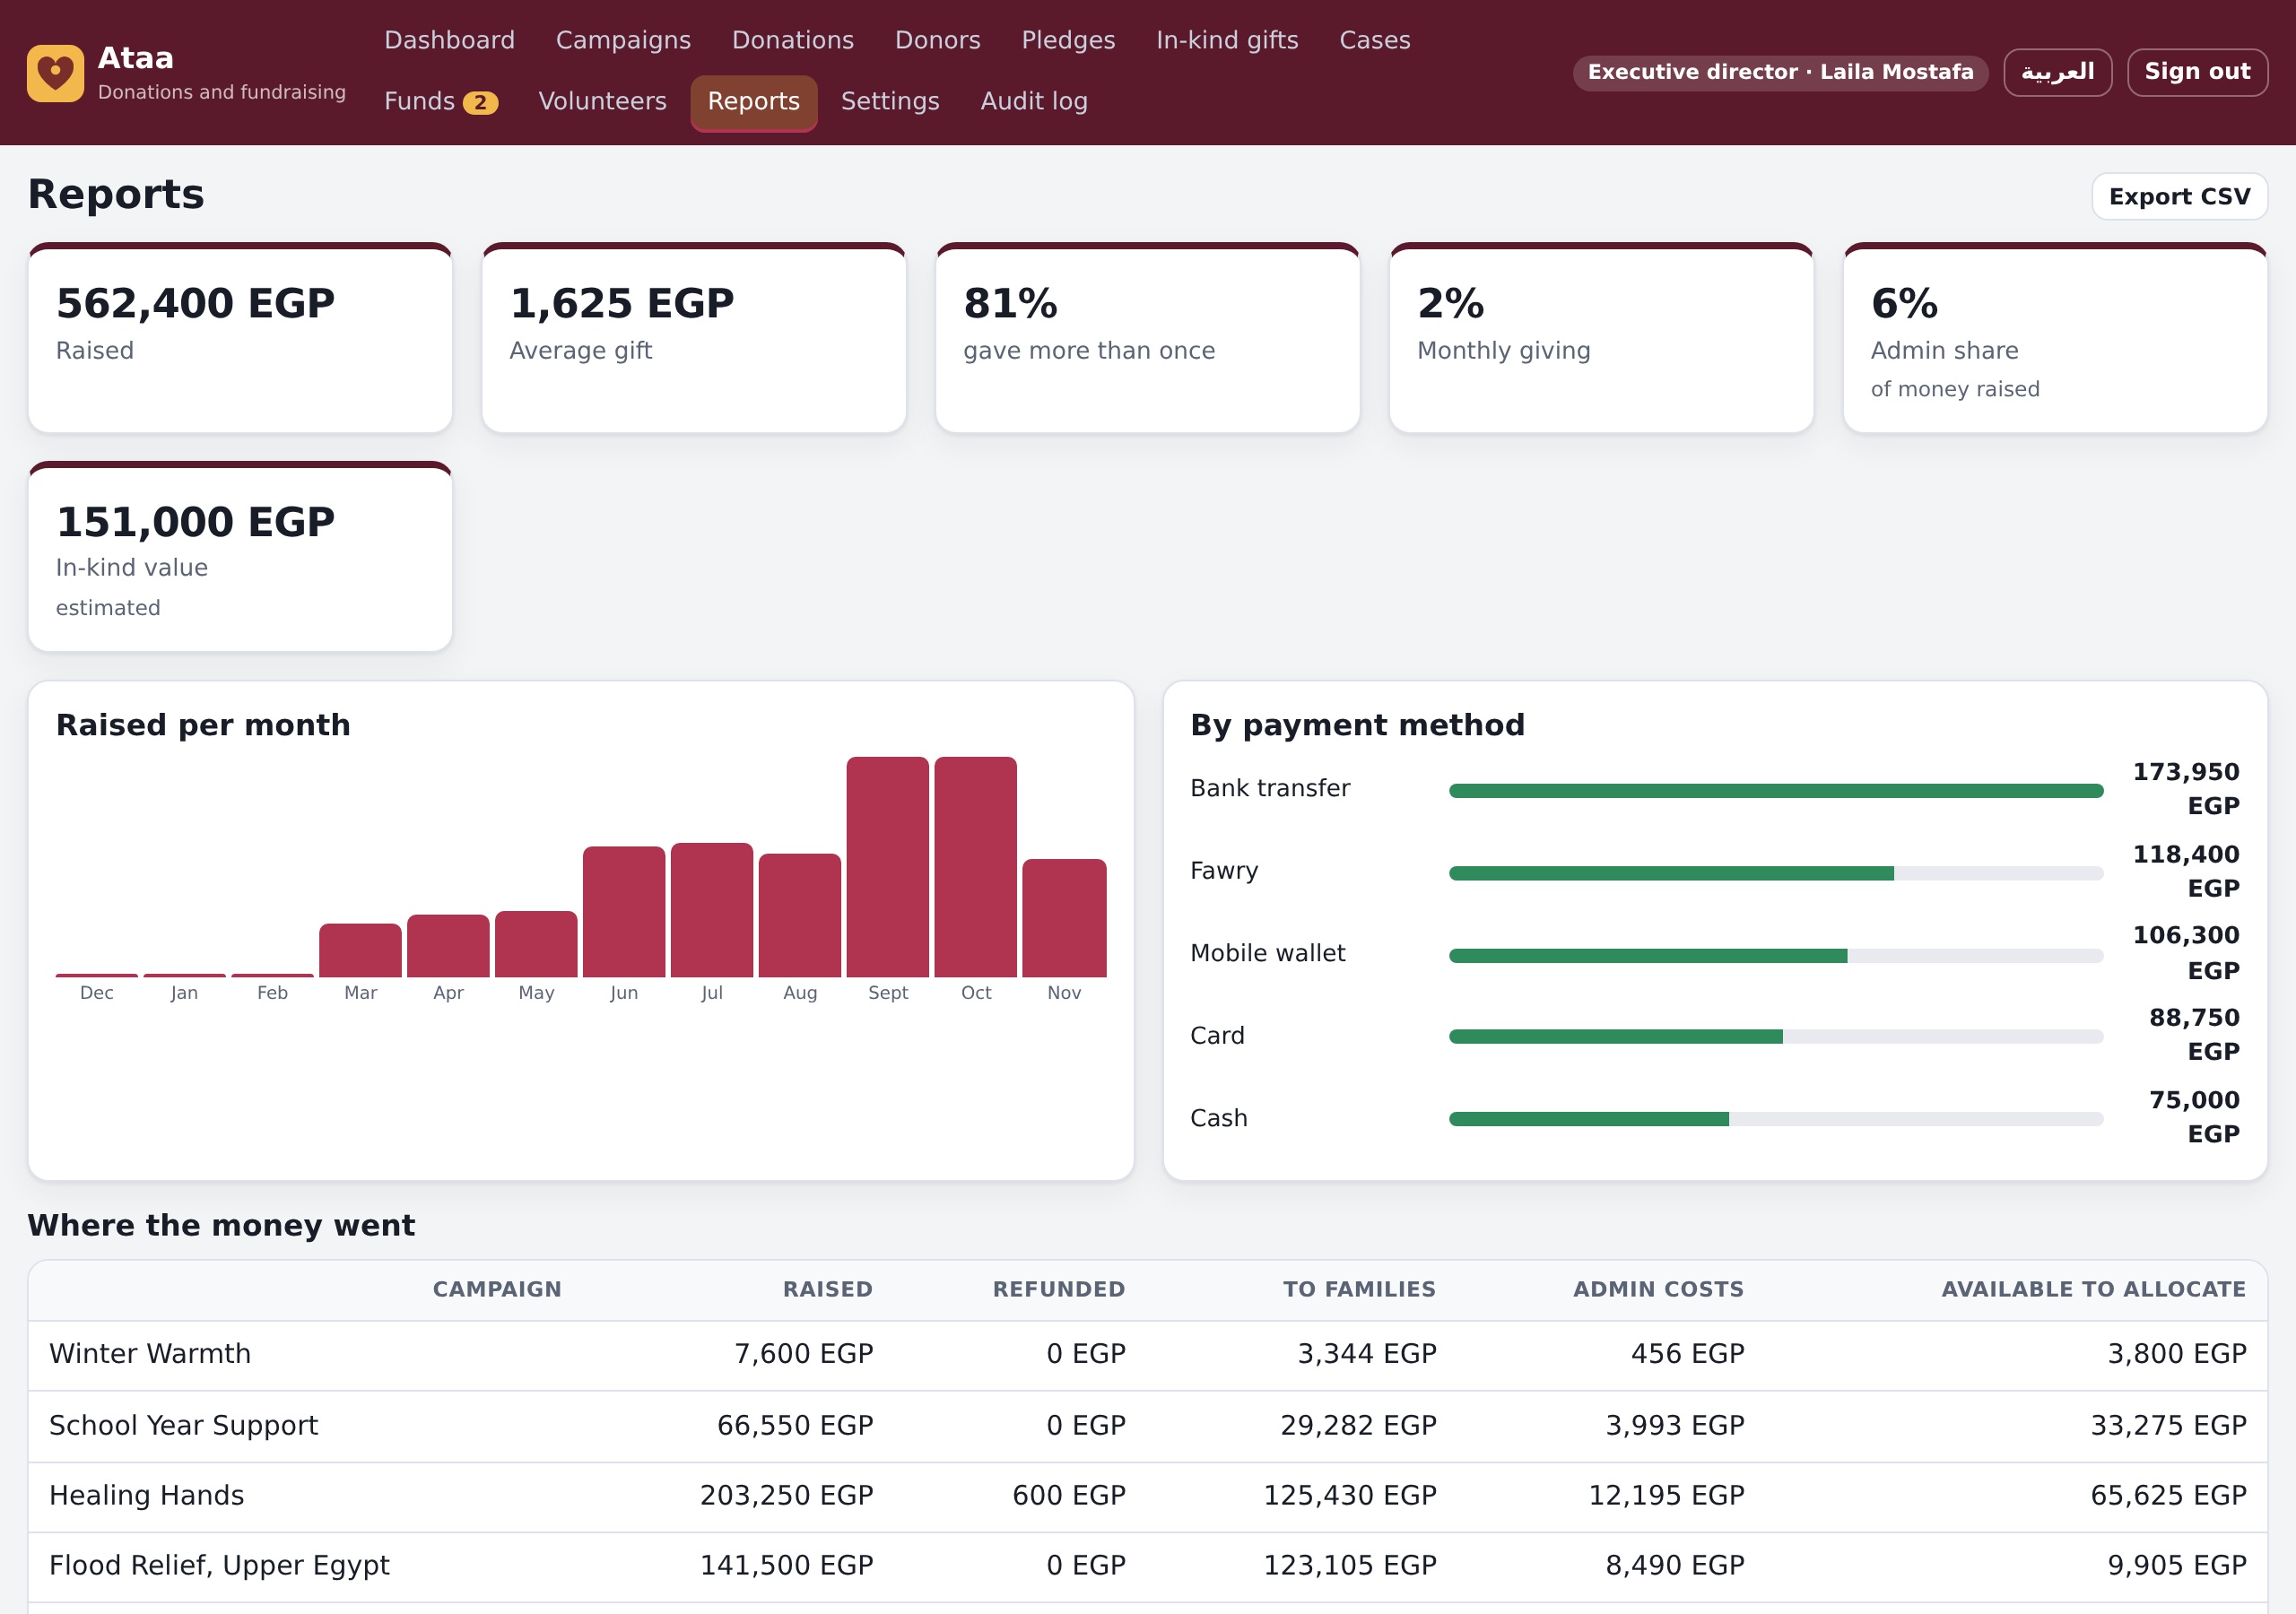 Ataa
Donations and fundraising
Dashboard Campaigns Donations Donors Pledges In-kind gifts Cases
Funds 2 Volunteers Reports Settings Audit log
Executive director · Laila Mostafa
العربية
Sign out
Reports
Export CSV
562,400 EGP
Raised
1,625 EGP
Average gift
81%
gave more than once
2%
Monthly giving
6%
Admin share
of money raised
151,000 EGP
In-kind value
estimated
Raised per month
Dec Jan Feb Mar Apr May Jun Jul Aug Sept Oct Nov
By payment method
Bank transfer 173,950 EGP
Fawry 118,400 EGP
Mobile wallet 106,300 EGP
Card 88,750 EGP
Cash 75,000 EGP
Where the money went
CAMPAIGN RAISED REFUNDED TO FAMILIES ADMIN COSTS AVAILABLE TO ALLOCATE
Winter Warmth 7,600 EGP 0 EGP 3,344 EGP 456 EGP 3,800 EGP
School Year Support 66,550 EGP 0 EGP 29,282 EGP 3,993 EGP 33,275 EGP
Healing Hands 203,250 EGP 600 EGP 125,430 EGP 12,195 EGP 65,625 EGP
Flood Relief, Upper Egypt 141,500 EGP 0 EGP 123,105 EGP 8,490 EGP 9,905 EGP